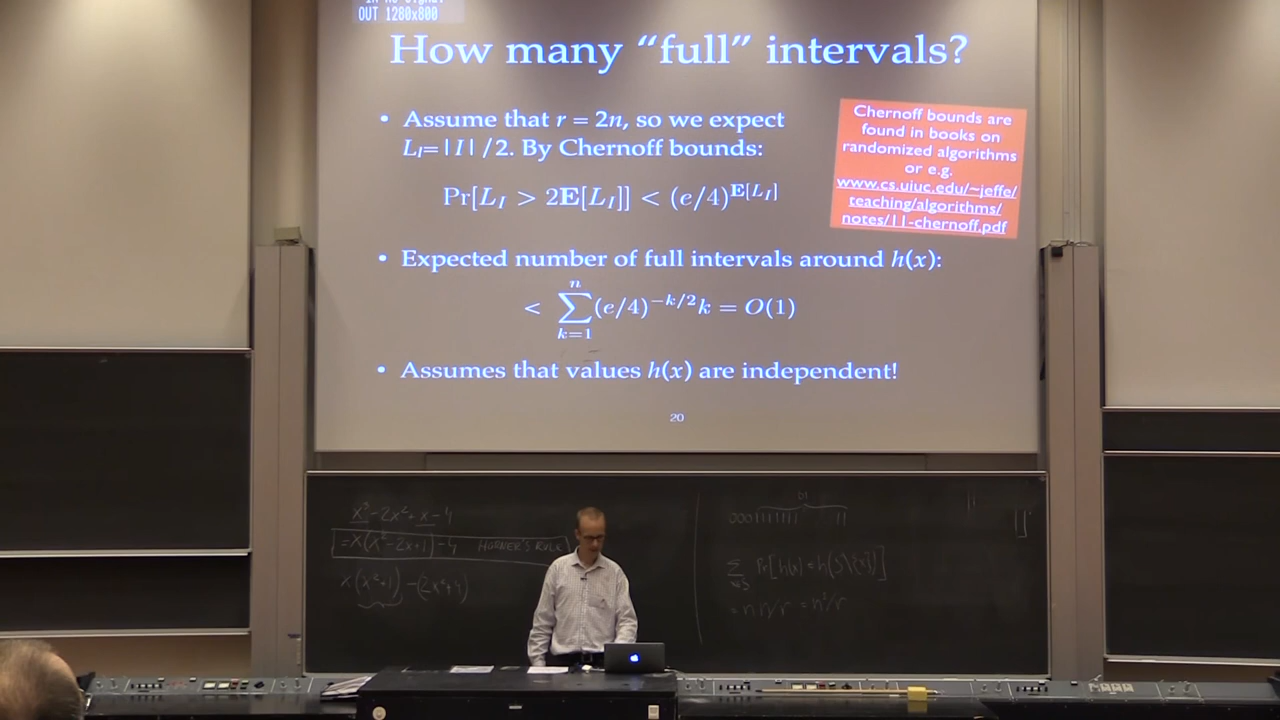 OUT 1280x800
How many “full” intervals?
• Assume that r = 2n, so we expect
L_I=|I|/2. By Chernoff bounds:
Pr[L_I > 2E[L_I]] < (e/4)^{E[L_I]}
Chernoff bounds are
found in books on
randomized algorithms
or e.g.
www.cs.uiuc.edu/~jeffe/
teaching/algorithms/
notes/11-chernoff.pdf
• Expected number of full intervals around h(x):
< ∑_{k=1}^{n} (e/4)^{-k/2} k = O(1)
• Assumes that values h(x) are independent!
20
= x(x²-2x+1)-4 HORNER'S RULE
x(x²+1) - (2x²+4)